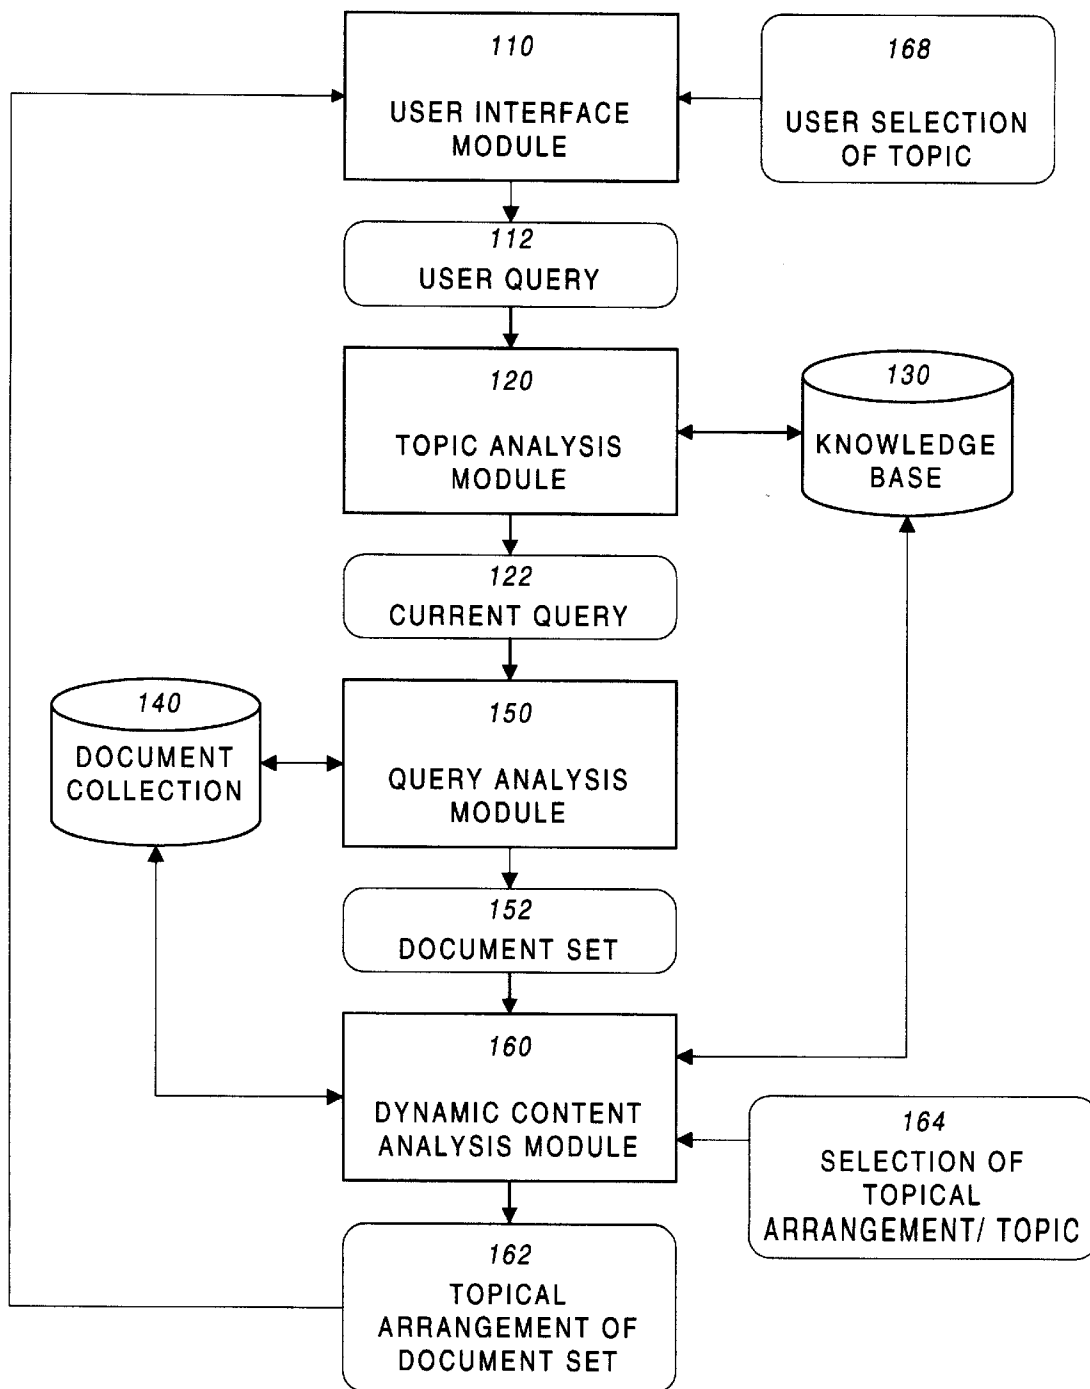 110
USER INTERFACE
MODULE
168
USER SELECTION
OF TOPIC
112
USER QUERY
120
TOPIC ANALYSIS
MODULE
130
KNOWLEDGE
BASE
122
CURRENT QUERY
140
DOCUMENT
COLLECTION
150
QUERY ANALYSIS
MODULE
152
DOCUMENT SET
160
DYNAMIC CONTENT
ANALYSIS MODULE
164
SELECTION OF
TOPICAL
ARRANGEMENT/ TOPIC
162
TOPICAL
ARRANGEMENT OF
DOCUMENT SET